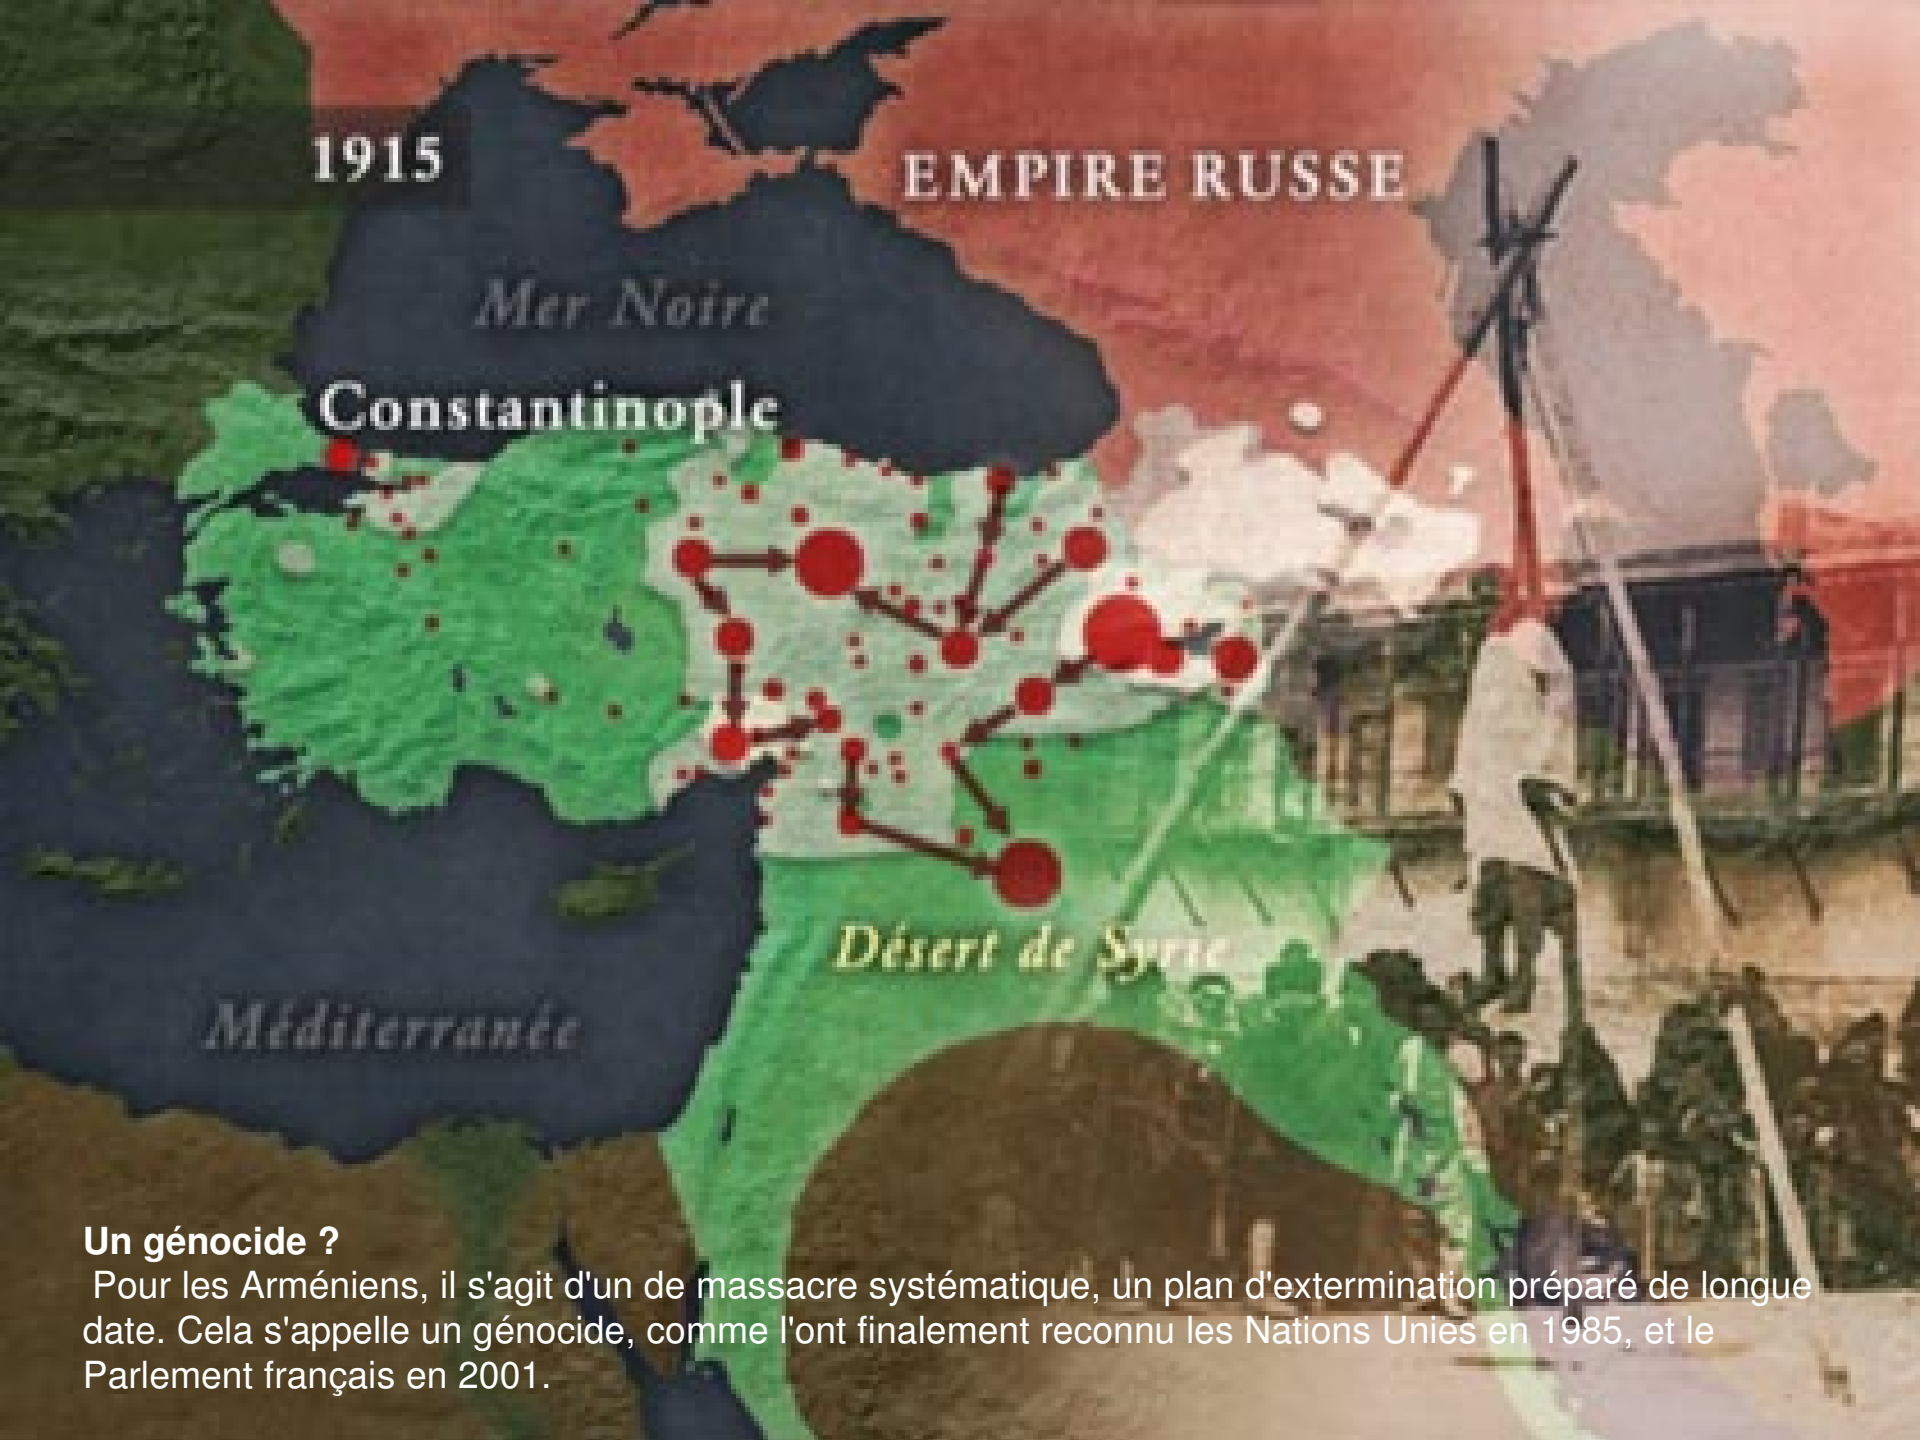 1915
EMPIRE RUSSE
Mer Noire
Constantinople
Désert de Syrie
Méditerranée
Un génocide ?
Pour les Arméniens, il s'agit d'un de massacre systématique, un plan d'extermination préparé de longue
date. Cela s'appelle un génocide, comme l'ont finalement reconnu les Nations Unies en 1985, et le
Parlement français en 2001.